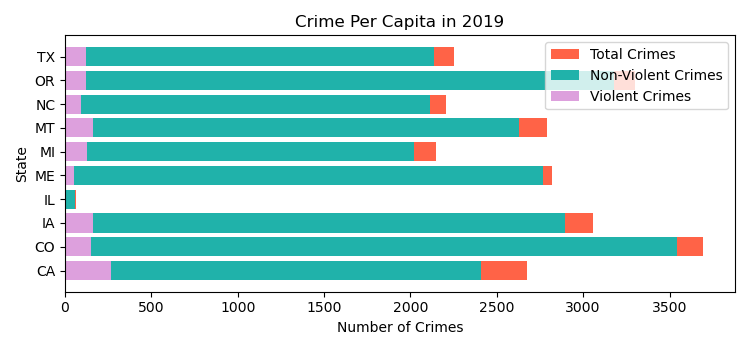 Crime Per Capita in 2019
Total Crimes
Non-Violent Crimes
Violent Crimes
State
TX
OR
NC
MT
MI
ME
IL
IA
CO
CA
0 500 1000 1500 2000 2500 3000 3500
Number of Crimes